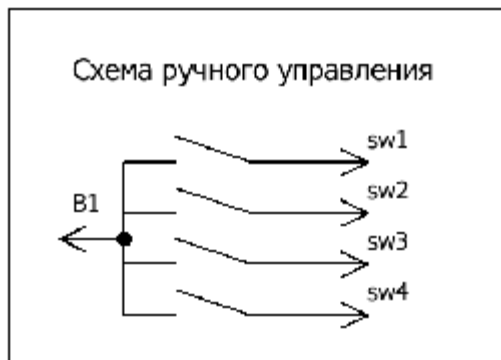 Схема ручного управления
sw1
sw2
B1
sw3
sw4